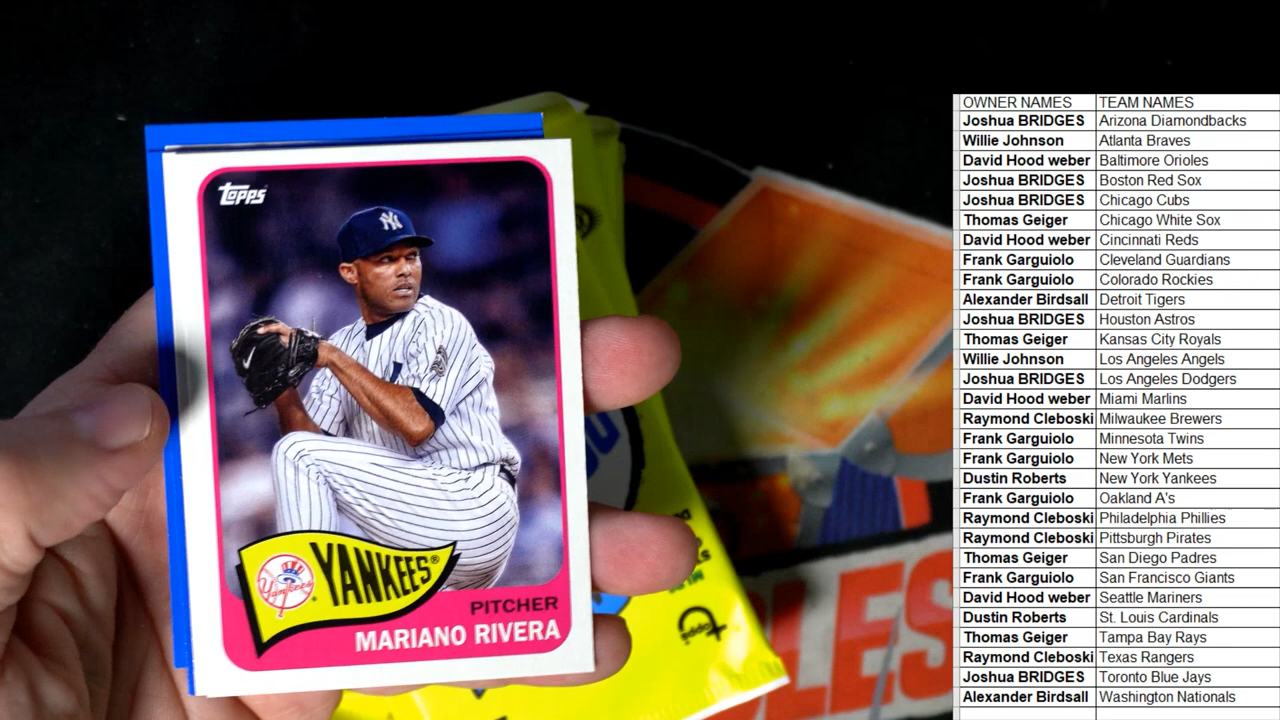 topps
NY
Yankees
YANKEES®
PITCHER
MARIANO RIVERA
topps
LES
OWNER NAMES TEAM NAMES
Joshua BRIDGES Arizona Diamondbacks
Willie Johnson Atlanta Braves
David Hood weber Baltimore Orioles
Joshua BRIDGES Boston Red Sox
Joshua BRIDGES Chicago Cubs
Thomas Geiger Chicago White Sox
David Hood weber Cincinnati Reds
Frank Garguiolo Cleveland Guardians
Frank Garguiolo Colorado Rockies
Alexander Birdsall Detroit Tigers
Joshua BRIDGES Houston Astros
Thomas Geiger Kansas City Royals
Willie Johnson Los Angeles Angels
Joshua BRIDGES Los Angeles Dodgers
David Hood weber Miami Marlins
Raymond Cleboski Milwaukee Brewers
Frank Garguiolo Minnesota Twins
Frank Garguiolo New York Mets
Dustin Roberts New York Yankees
Frank Garguiolo Oakland A's
Raymond Cleboski Philadelphia Phillies
Raymond Cleboski Pittsburgh Pirates
Thomas Geiger San Diego Padres
Frank Garguiolo San Francisco Giants
David Hood weber Seattle Mariners
Dustin Roberts St. Louis Cardinals
Thomas Geiger Tampa Bay Rays
Raymond Cleboski Texas Rangers
Joshua BRIDGES Toronto Blue Jays
Alexander Birdsall Washington Nationals